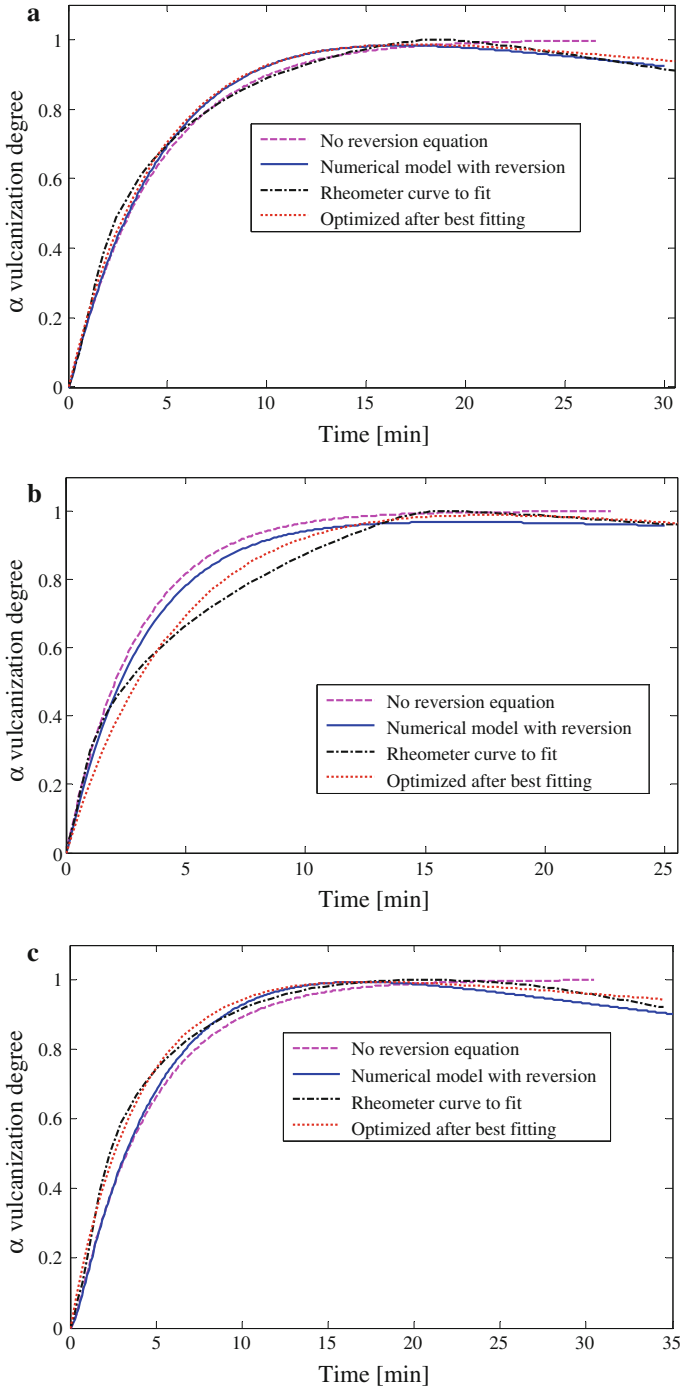 a
1
0.8
0.6
0.4
0.2
0
α vulcanization degree
No reversion equation
Numerical model with reversion
Rheometer curve to fit
Optimized after best fitting
0 5 10 15 20 25 30
Time [min]
b
1
0.8
0.6
0.4
0.2
0
α vulcanization degree
No reversion equation
Numerical model with reversion
Rheometer curve to fit
Optimized after best fitting
0 5 10 15 20 25
Time [min]
c
1
0.8
0.6
0.4
0.2
0
α vulcanization degree
No reversion equation
Numerical model with reversion
Rheometer curve to fit
Optimized after best fitting
0 5 10 15 20 25 30 35
Time [min]